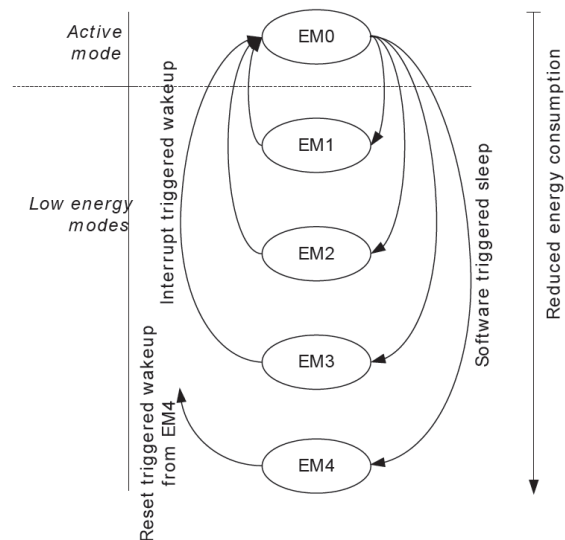 Active
mode
EM0
EM1
Low energy
modes
EM2
EM3
EM4
Interrupt triggered wakeup
Reset triggered wakeup
from EM4
Software triggered sleep
Reduced energy consumption